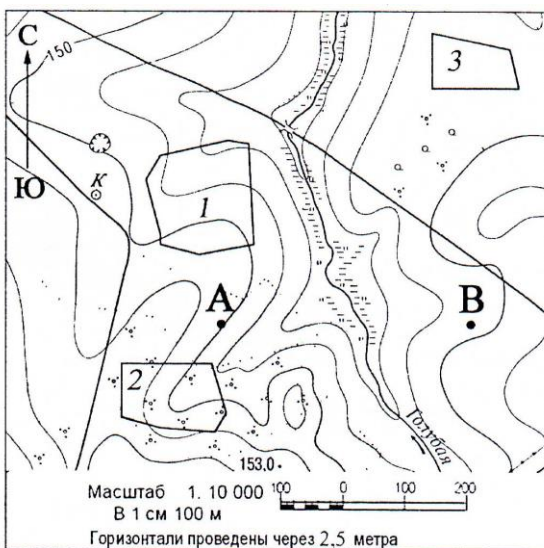 С
150
3
Ю
К
1
А
В
2
Голубая
153,0
Масштаб 1. 10 000
100 0 100 200
В 1 см 100 м
Горизонтали проведены через 2,5 метра